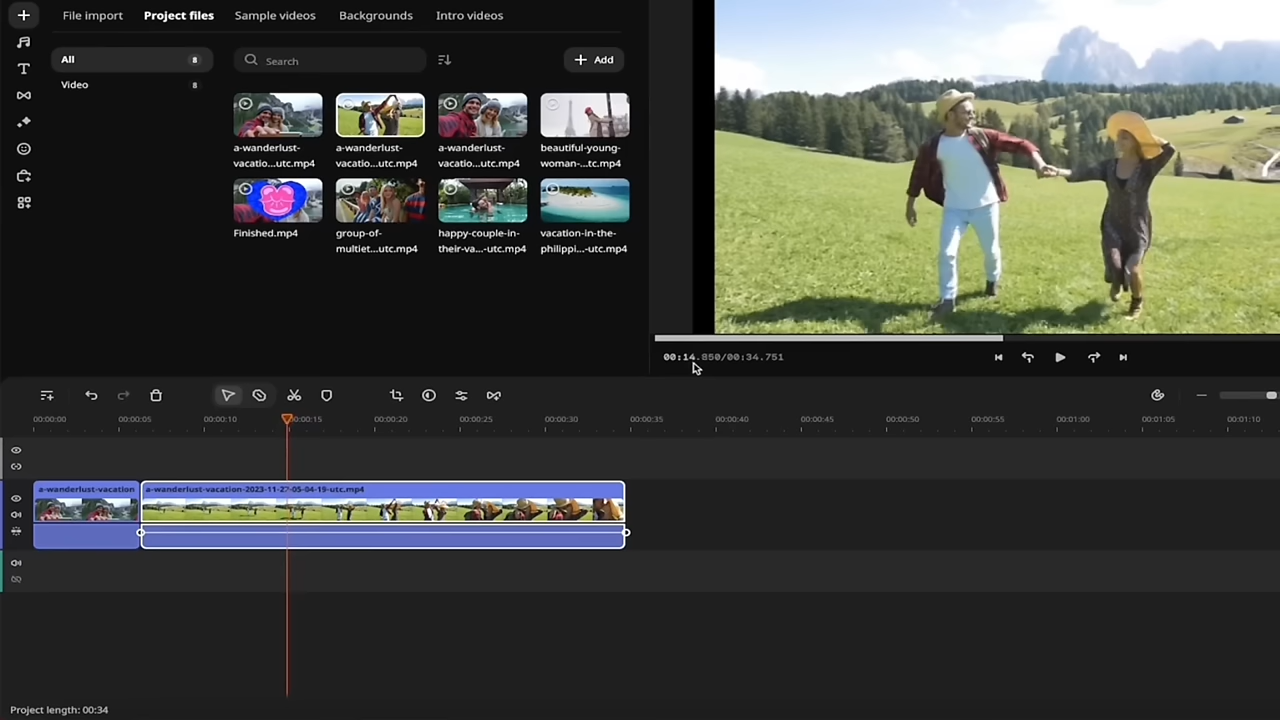 File import Project files Sample videos Backgrounds Intro videos
All 8 Search + Add
Video 8
a-wanderlust-
vacatio...utc.mp4
a-wanderlust-
vacatio...utc.mp4
a-wanderlust-
vacatio...utc.mp4
beautiful-young-
woman-...tc.mp4
Finished.mp4
group-of-
multiet...utc.mp4
happy-couple-in-
their-va...-utc.mp4
vacation-in-the-
philippi...-utc.mp4
00:14.850/00:34.751
00:00:00 00:00:05 00:00:10 00:00:15 00:00:20 00:00:25 00:00:30 00:00:35 00:00:40 00:00:45 00:00:50 00:00:55 00:01:00 00:01:05 00:01:10
a-wanderlust-vacation a-wanderlust-vacation-2023-11-27-05-04-19-utc.mp4
Project length: 00:34